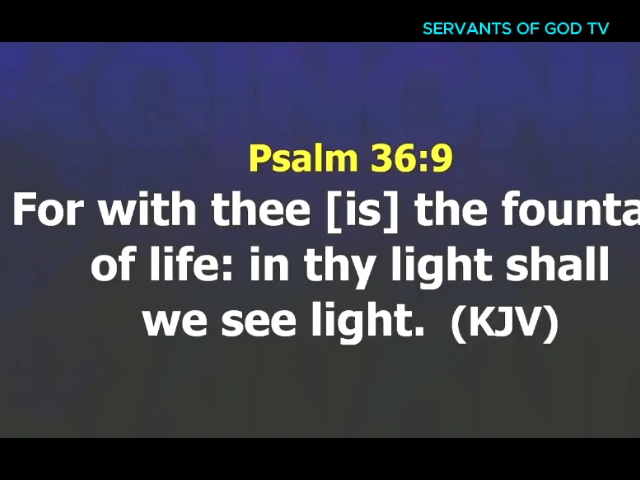 SERVANTS OF GOD TV
Psalm 36:9
For with thee [is] the founta
of life: in thy light shall
we see light. (KJV)